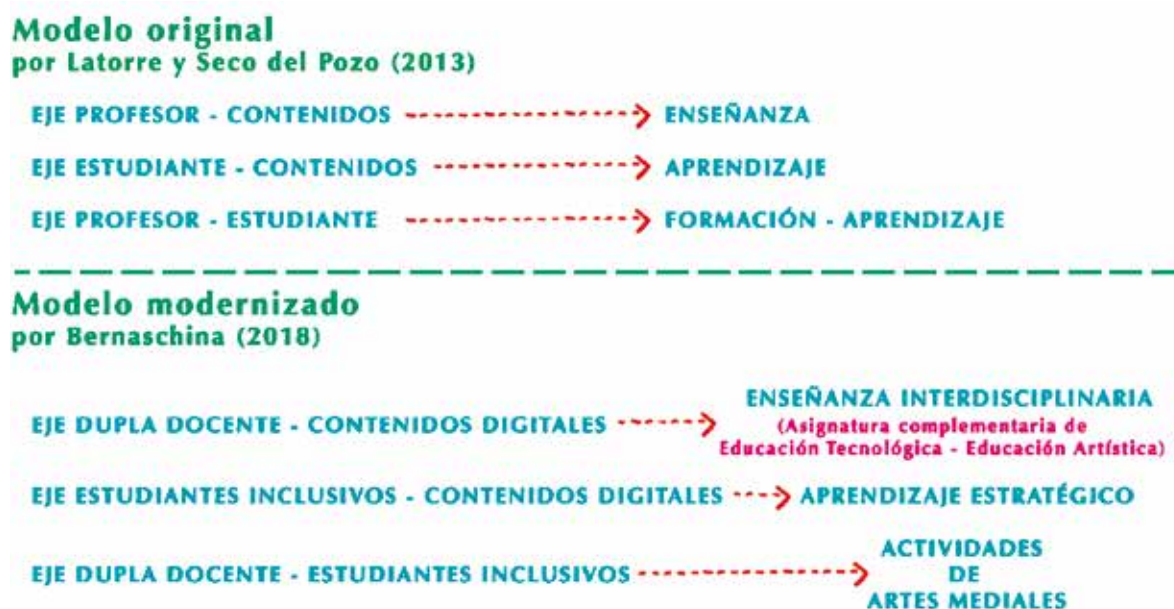 Modelo original
por Latorre y Seco del Pozo (2013)
EJE PROFESOR - CONTENIDOS
ENSEÑANZA
EJE ESTUDIANTE - CONTENIDOS
APRENDIZAJE
EJE PROFESOR - ESTUDIANTE
FORMACIÓN - APRENDIZAJE
Modelo modernizado
por Bernaschina (2018)
EJE DUPLA DOCENTE - CONTENIDOS DIGITALES
ENSEÑANZA INTERDISCIPLINARIA
(Asignatura complementaria de
Educación Tecnológica - Educación Artística)
EJE ESTUDIANTES INCLUSIVOS - CONTENIDOS DIGITALES
APRENDIZAJE ESTRATÉGICO
EJE DUPLA DOCENTE - ESTUDIANTES INCLUSIVOS
ACTIVIDADES
DE
ARTES MEDIALES